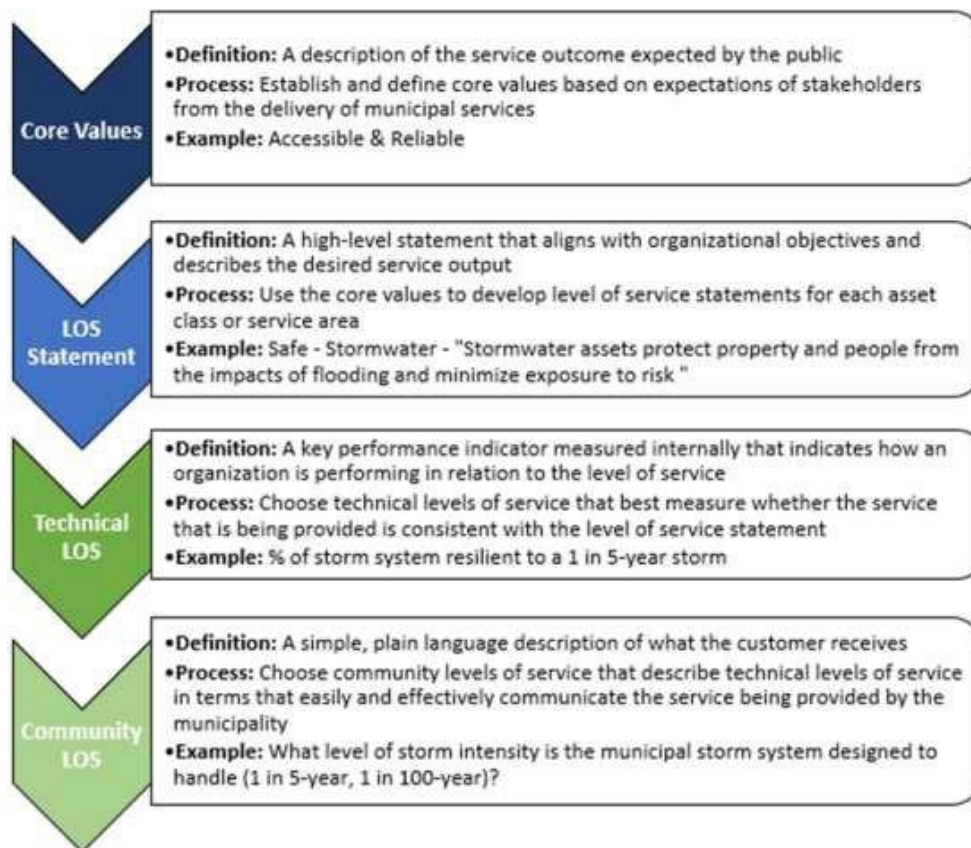 Core Values
•Definition: A description of the service outcome expected by the public
•Process: Establish and define core values based on expectations of stakeholders
from the delivery of municipal services
•Example: Accessible & Reliable
LOS
Statement
•Definition: A high-level statement that aligns with organizational objectives and
describes the desired service output
•Process: Use the core values to develop level of service statements for each asset
class or service area
•Example: Safe - Stormwater - "Stormwater assets protect property and people from
the impacts of flooding and minimize exposure to risk "
Technical
LOS
•Definition: A key performance indicator measured internally that indicates how an
organization is performing in relation to the level of service
•Process: Choose technical levels of service that best measure whether the service
that is being provided is consistent with the level of service statement
•Example: % of storm system resilient to a 1 in 5-year storm
Community
LOS
•Definition: A simple, plain language description of what the customer receives
•Process: Choose community levels of service that describe technical levels of service
in terms that easily and effectively communicate the service being provided by the
municipality
•Example: What level of storm intensity is the municipal storm system designed to
handle (1 in 5-year, 1 in 100-year)?